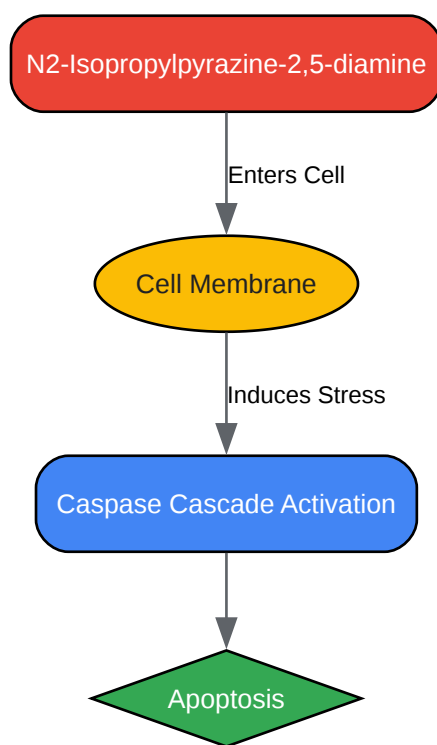 N2-Isopropylpyrazine-2,5-diamine
Enters Cell
Cell Membrane
Induces Stress
Caspase Cascade Activation
Apoptosis